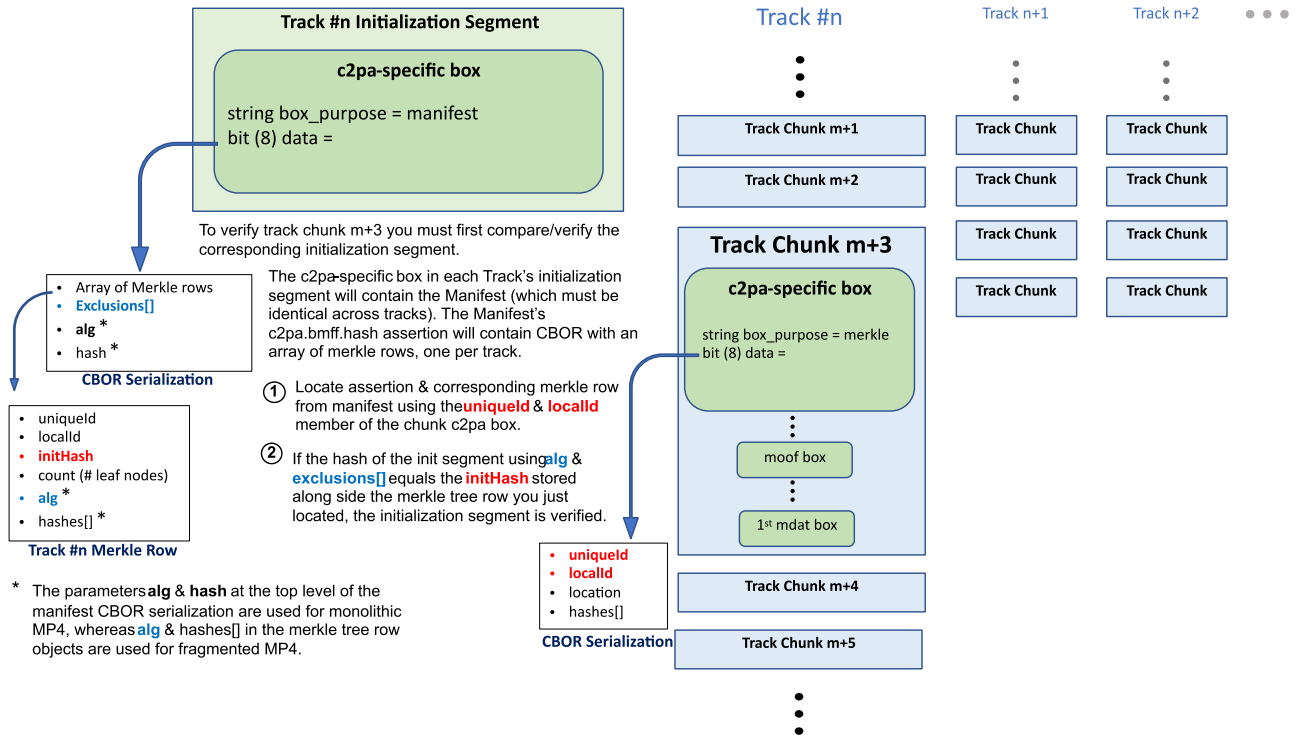 Track #n Initialization Segment
c2pa-specific box
string box_purpose = manifest
bit (8) data =
To verify track chunk m+3 you must first compare/verify the
corresponding initialization segment.
• Array of Merkle rows
• Exclusions[]
• alg *
• hash *
CBOR Serialization
The c2pa-specific box in each Track's initialization
segment will contain the Manifest (which must be
identical across tracks). The Manifest's
c2pa.bmff.hash assertion will contain CBOR with an
array of merkle rows, one per track.
1 Locate assertion & corresponding merkle row
from manifest using the uniqueId & localId
member of the chunk c2pa box.
2 If the hash of the init segment using alg &
exclusions[] equals the initHash stored
along side the merkle tree row you just
located, the initialization segment is verified.
• uniqueId
• localId
• initHash
• count (# leaf nodes)
• alg *
• hashes[] *
Track #n Merkle Row
* The parameters alg & hash at the top level of the
manifest CBOR serialization are used for monolithic
MP4, whereas alg & hashes[] in the merkle tree row
objects are used for fragmented MP4.
Track #n
Track Chunk m+1
Track Chunk m+2
Track Chunk m+3
c2pa-specific box
string box_purpose = merkle
bit (8) data =
moof box
1st mdat box
• uniqueId
• localId
• location
• hashes[]
CBOR Serialization
Track Chunk m+4
Track Chunk m+5
Track n+1
Track Chunk
Track Chunk
Track Chunk
Track Chunk
Track n+2
Track Chunk
Track Chunk
Track Chunk
Track Chunk